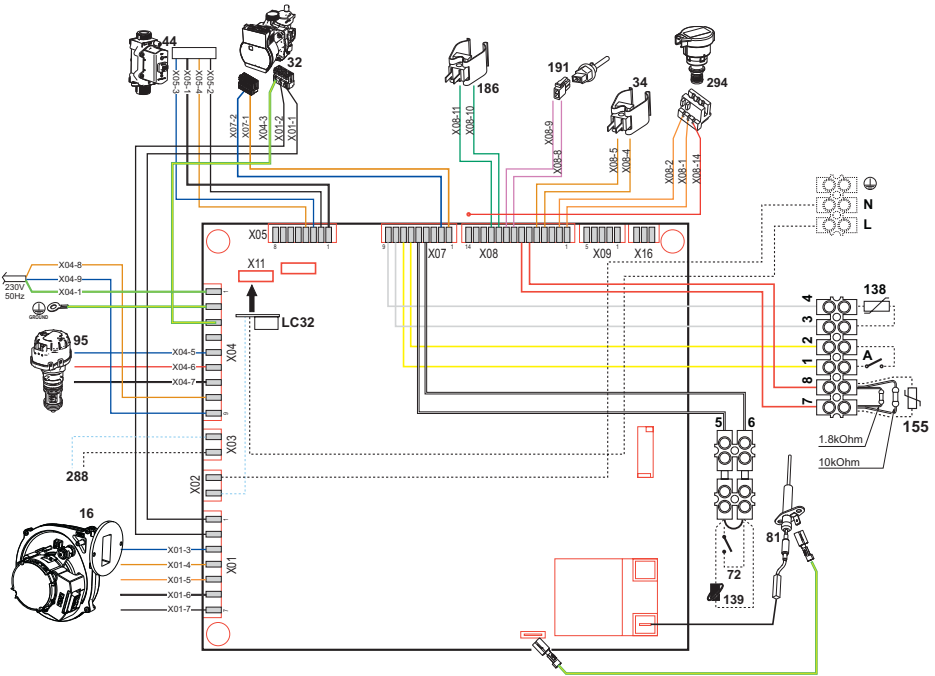 44
X05-3
X05-1
X05-4
X05-2
32
X07-2
X07-1
X04-3
X01-2
X01-1
186
X08-11
X08-10
191
X08-9
X08-8
34
X08-5
X08-4
294
X08-2
X08-1
X08-14
N
L
X05
8
1
9
X07
1
14
X08
1
5
X09
1
X16
X11
LC32
230V
50Hz
X04-8
X04-9
X04-1
GROUND
95
X04-5
X04-6
X04-7
1
X04
9
X03
288
X02
16
X01-3
X01-4
X01-5
X01-6
X01-7
1
X01
7
4
138
3
2
A
1
8
7
155
1.8kOhm
10kOhm
5
6
72
139
81